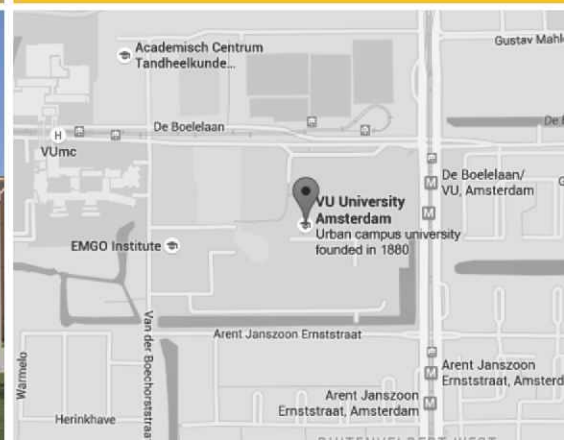 Academisch Centrum
Tandheelkunde...
Gustav Mahl
De Boelelaan
H
VUmc
De Boelelaan/
VU, Amsterdam
M
M
VU University
Amsterdam
Urban campus university
founded in 1880
EMGO Institute
Van der Boechorststraat
Arent Janszoon Ernststraat
Warmelo
Arent Janszoon
Ernststraat, Amsterd
M
Arent Janszoon
Ernststraat, Amsterdam
M
Herinkhave